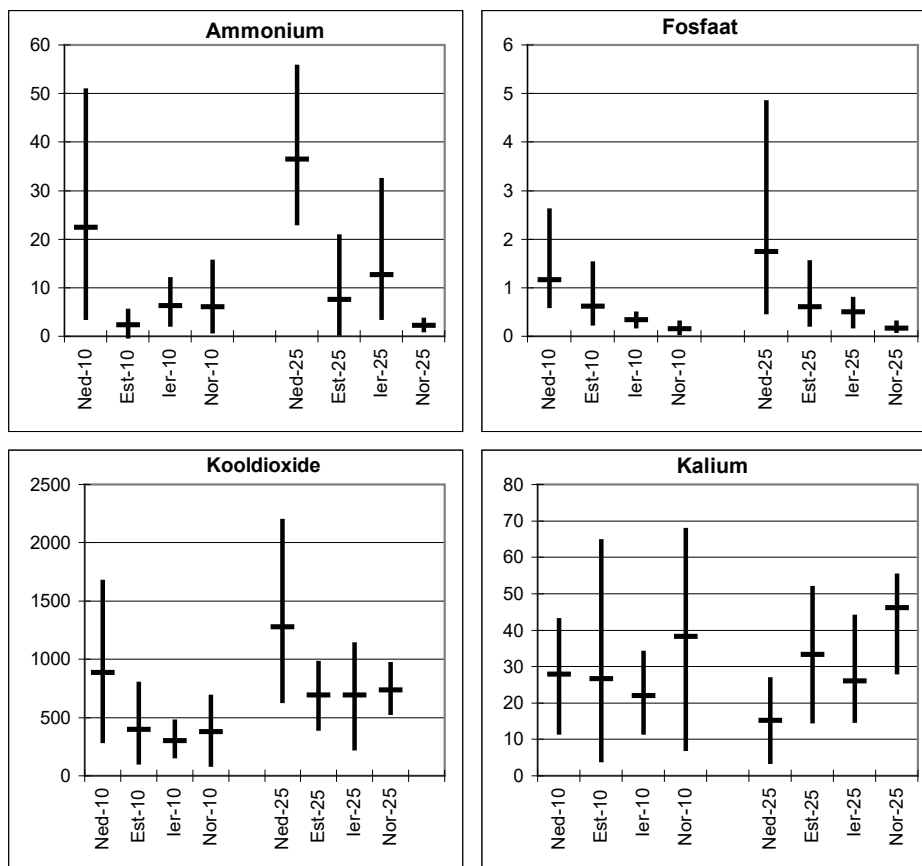 Ammonium
60
50
40
30
20
10
0
Ned-10
Est-10
Ier-10
Nor-10
Ned-25
Est-25
Ier-25
Nor-25
Fosfaat
6
5
4
3
2
1
0
Ned-10
Est-10
Ier-10
Nor-10
Ned-25
Est-25
Ier-25
Nor-25
Kooldioxide
2500
2000
1500
1000
500
0
Ned-10
Est-10
Ier-10
Nor-10
Ned-25
Est-25
Ier-25
Nor-25
Kalium
80
70
60
50
40
30
20
10
0
Ned-10
Est-10
Ier-10
Nor-10
Ned-25
Est-25
Ier-25
Nor-25